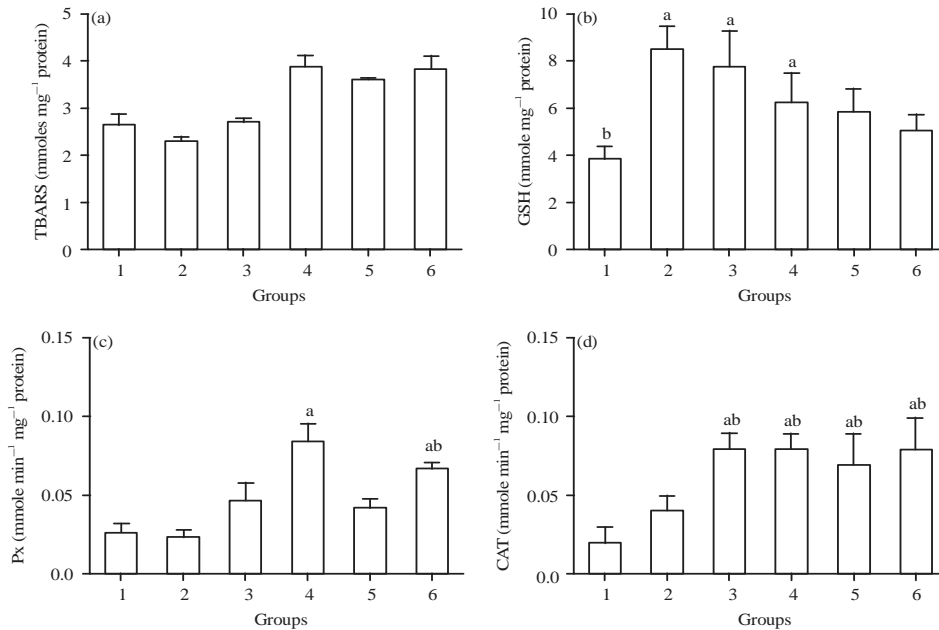 (a)
TBARS (mmoles mg⁻¹ protein)
5
4
3
2
1
0
1 2 3 4 5 6
Groups
(b)
GSH (mmole mg⁻¹ protein)
10
8
6
4
2
0
b a a a
1 2 3 4 5 6
Groups
(c)
Px (mmole min⁻¹ mg⁻¹ protein)
0.15
0.10
0.05
0.0
a ab
1 2 3 4 5 6
Groups
(d)
CAT (mmole min⁻¹ mg⁻¹ protein)
0.15
0.10
0.05
0.0
ab ab ab ab
1 2 3 4 5 6
Groups